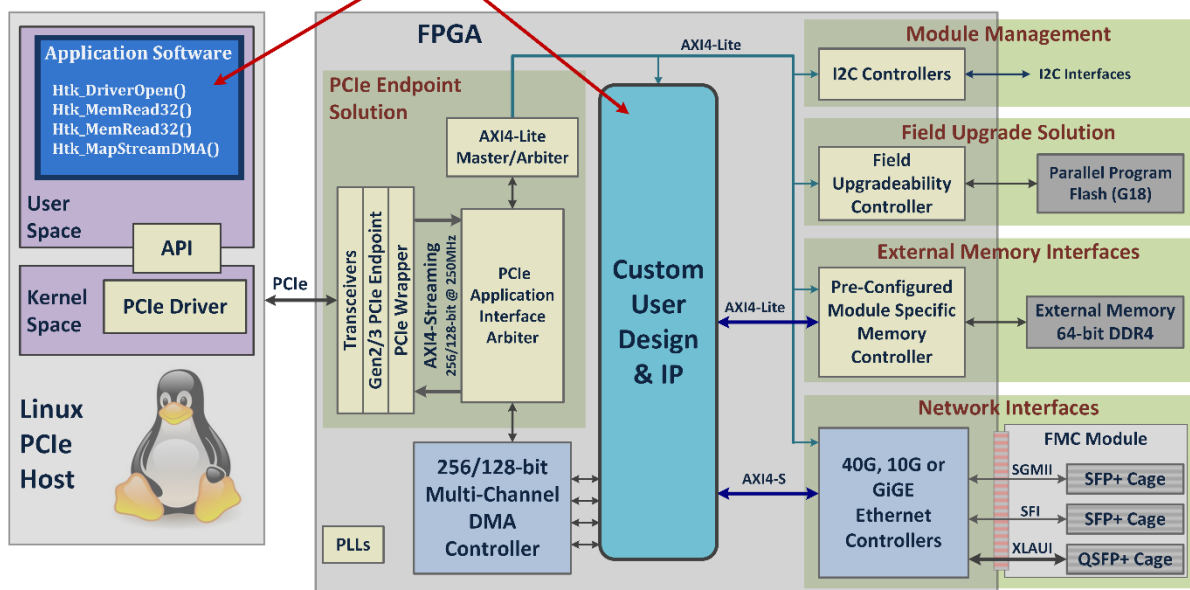 Application Software
Htk_DriverOpen()
Htk_MemRead32()
Htk_MemRead32()
Htk_MapStreamDMA()
User
Space
API
Kernel
Space
PCIe Driver
Linux
PCIe
Host
PCIe
FPGA
PCIe Endpoint
Solution
AXI4-Lite
Master/Arbiter
Transceivers
Gen2/3 PCIe Endpoint
PCIe Wrapper
AXI4-Streaming
256/128-bit @ 250MHz
PCIe
Application
Interface
Arbiter
256/128-bit
Multi-Channel
DMA
Controller
PLLs
Custom
User
Design
& IP
AXI4-Lite
AXI4-Lite
AXI4-S
Module Management
I2C Controllers
I2C Interfaces
Field Upgrade Solution
Field
Upgradeability
Controller
Parallel Program
Flash (G18)
External Memory Interfaces
Pre-Configured
Module Specific
Memory
Controller
External Memory
64-bit DDR4
Network Interfaces
40G, 10G or
GiGE
Ethernet
Controllers
FMC Module
SGMII
SFP+ Cage
SFI
SFP+ Cage
XLAUI
QSFP+ Cage